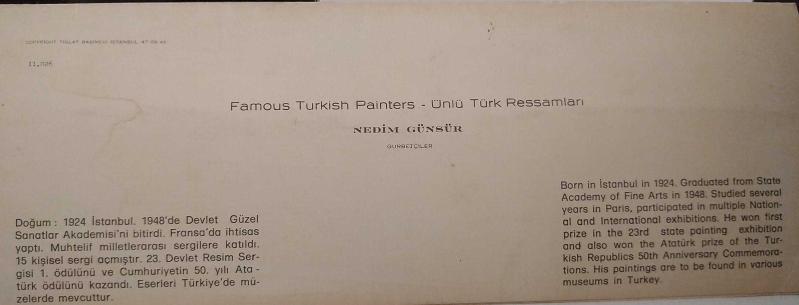 COPYRIGHT TIGLAT BASIMEVI ISTANBUL
Famous Turkish Painters - Ünlü Türk Ressamları
NEDİM GÜNSÜR
GURBETÇİLER
Doğum : 1924 İstanbul. 1948'de Devlet Güzel
Sanatlar Akademisi'ni bitirdi. Fransa'da ihtisas
yaptı. Muhtelif milletlerarası sergilere katıldı.
15 kişisel sergi açmıştır. 23. Devlet Resim Ser-
gisi 1. ödülünü ve Cumhuriyetin 50. yılı Ata -
türk ödülünü kazandı. Eserleri Türkiye'de mü-
zelerde mevcuttur.
Born in İstanbul in 1924. Graduated from State
Academy of Fine Arts in 1948. Studied several
years in Paris, participated in multiple Nation-
al and International exhibitions. He won first
prize in the 23rd state painting exhibition
and also won the Atatürk prize of the Tur-
kish Republics 50th Anniversary Commemora-
tions. His paintings are to be found in various
museums in Turkey.